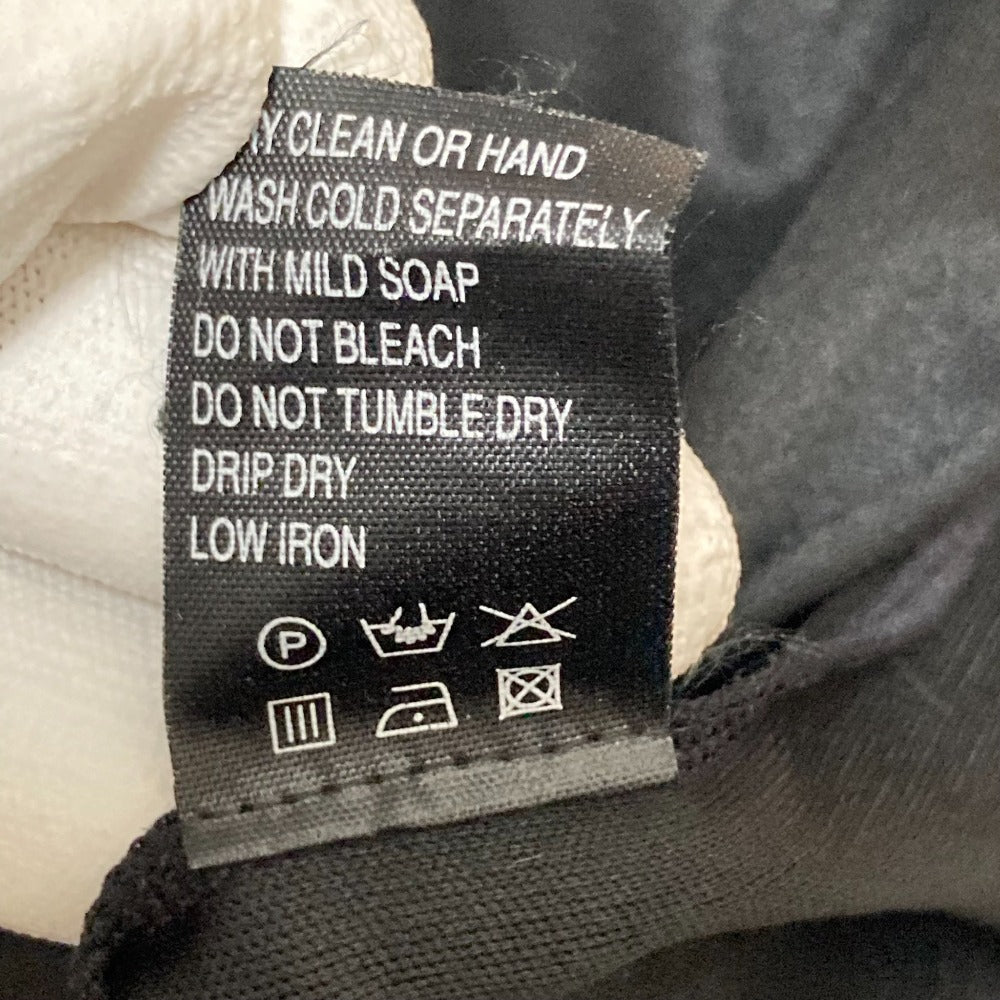 Y CLEAN OR HAND
WASH COLD SEPARATELY
WITH MILD SOAP
DO NOT BLEACH
DO NOT TUMBLE DRY
DRIP DRY
LOW IRON
P